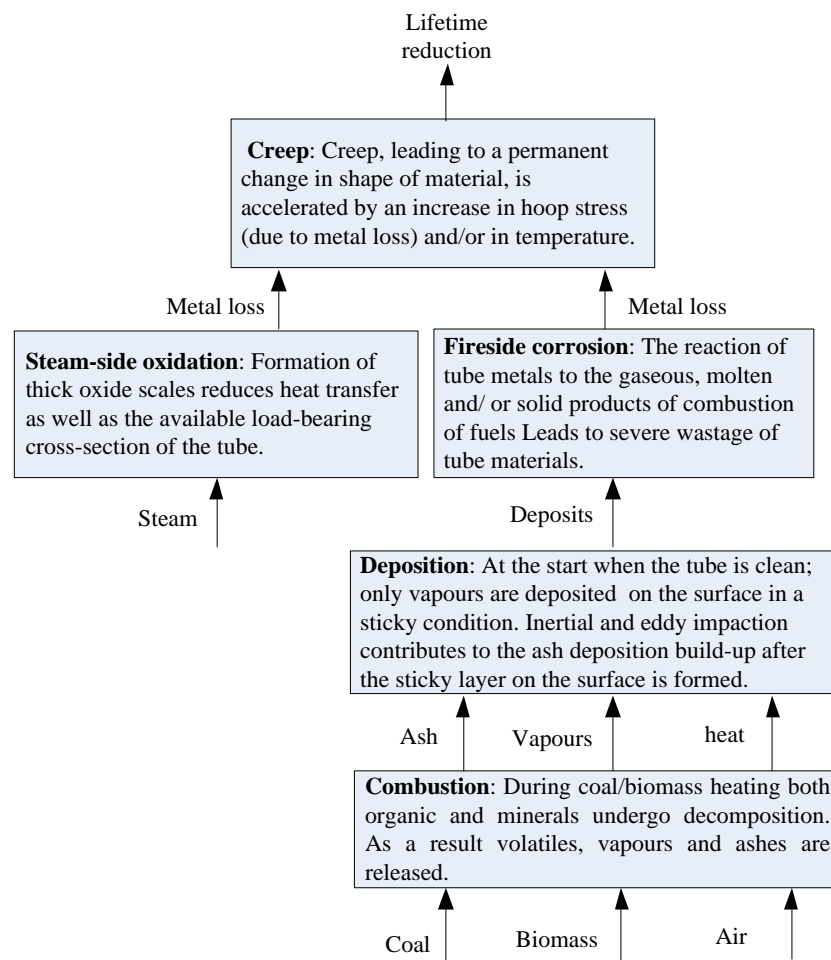 Lifetime
reduction
Creep: Creep, leading to a permanent
change in shape of material, is
accelerated by an increase in hoop stress
(due to metal loss) and/or in temperature.
Metal loss
Metal loss
Steam-side oxidation: Formation of
thick oxide scales reduces heat transfer
as well as the available load-bearing
cross-section of the tube.
Fireside corrosion: The reaction of
tube metals to the gaseous, molten
and/ or solid products of combustion
of fuels Leads to severe wastage of
tube materials.
Steam
Deposits
Deposition: At the start when the tube is clean;
only vapours are deposited on the surface in a
sticky condition. Inertial and eddy impaction
contributes to the ash deposition build-up after
the sticky layer on the surface is formed.
Ash
Vapours
heat
Combustion: During coal/biomass heating both
organic and minerals undergo decomposition.
As a result volatiles, vapours and ashes are
released.
Coal
Biomass
Air